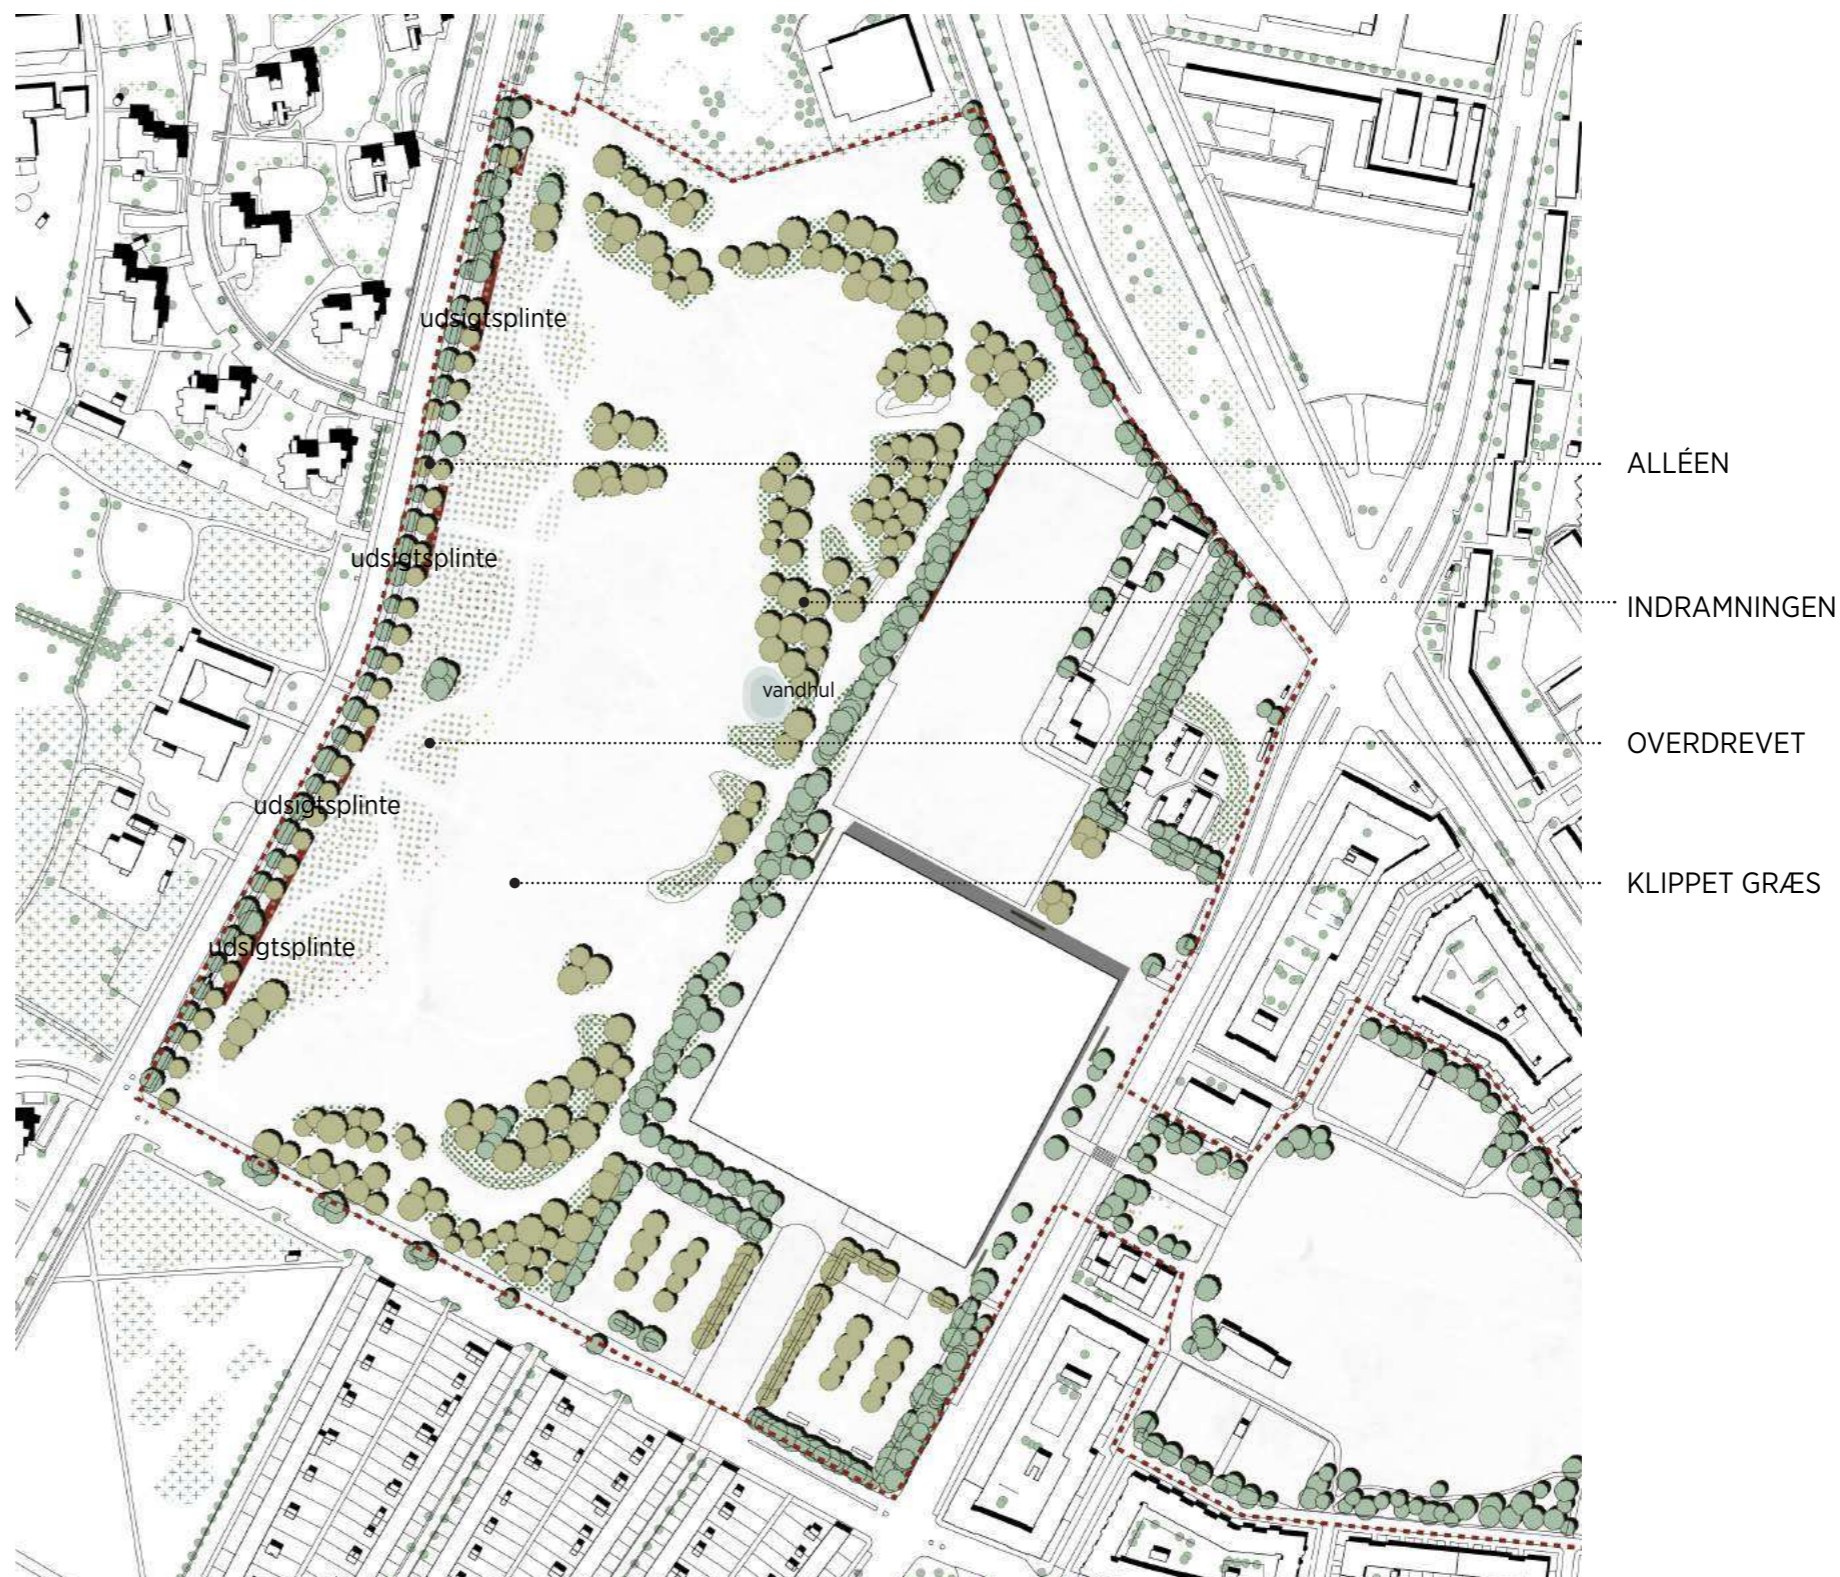 udsigtsplinte
ALLÉEN
udsigtsplinte
INDRAMNINGEN
vandhul
OVERDREVET
udsigtsplinte
KLIPPET GRÆS
udsigtsplinte